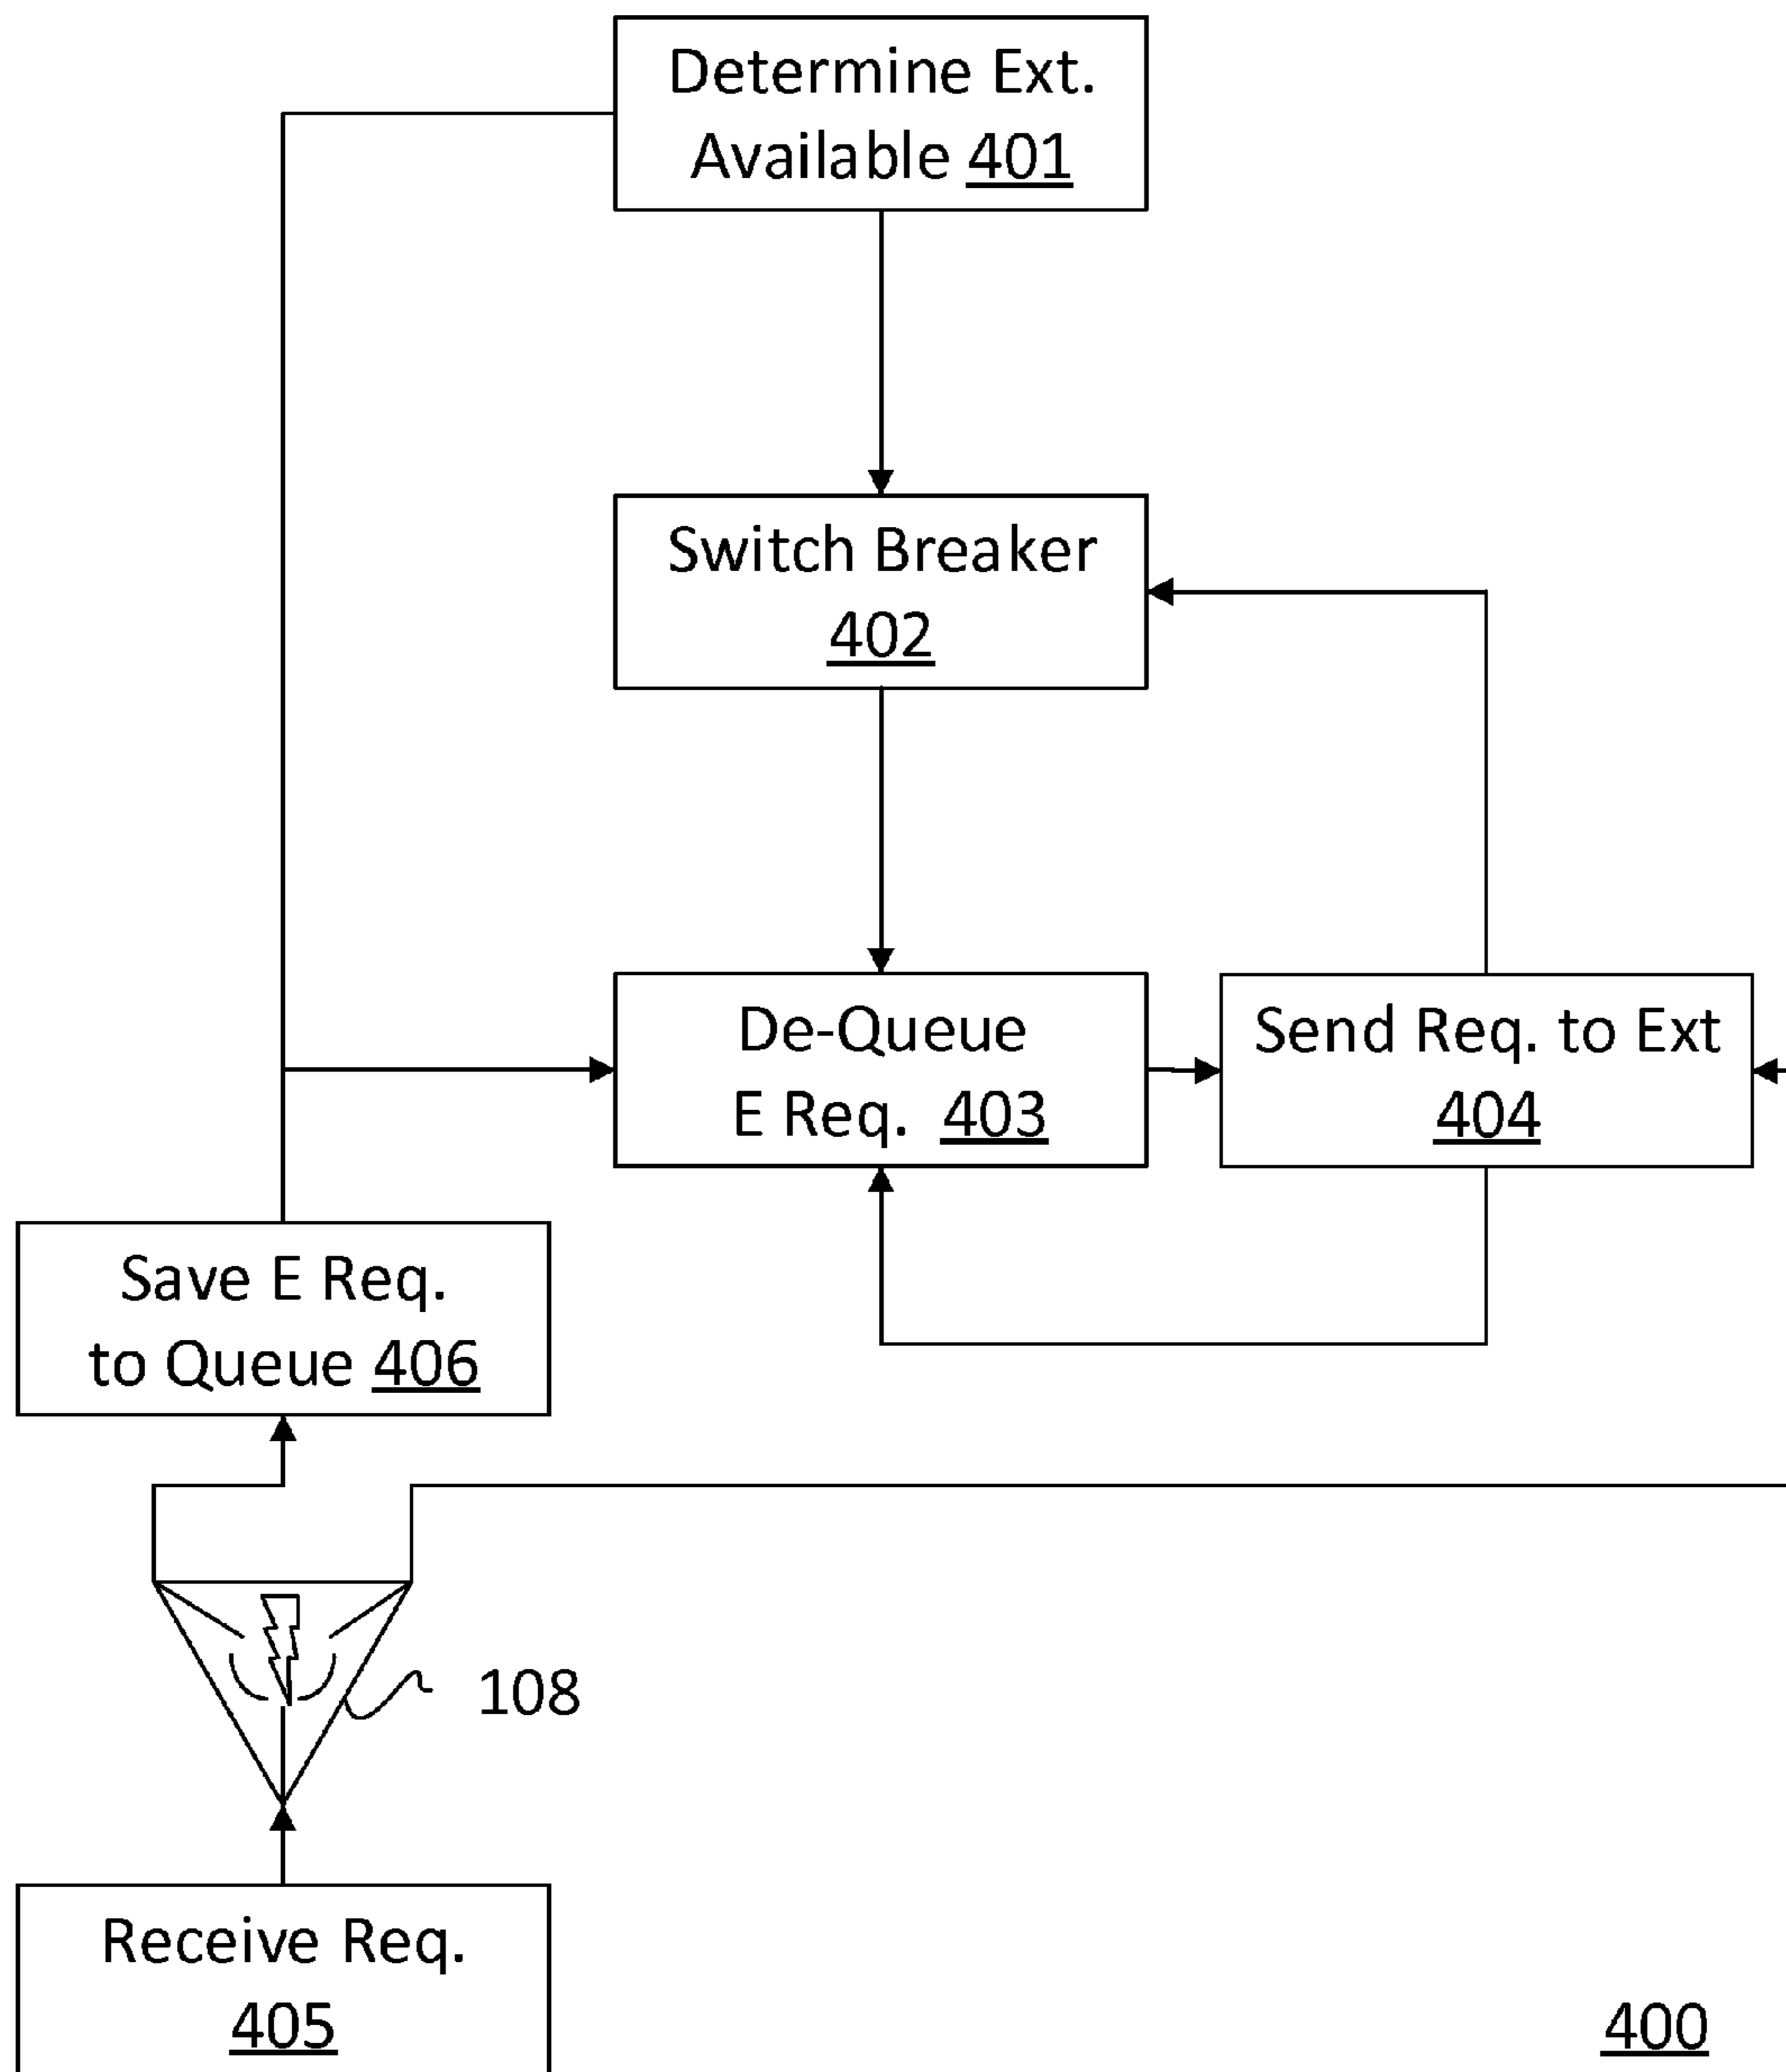 Determine Ext.
Available 401
Switch Breaker
402
De-Queue
E Req. 403
Send Req. to Ext
404
Save E Req.
to Queue 406
108
Receive Req.
405
400